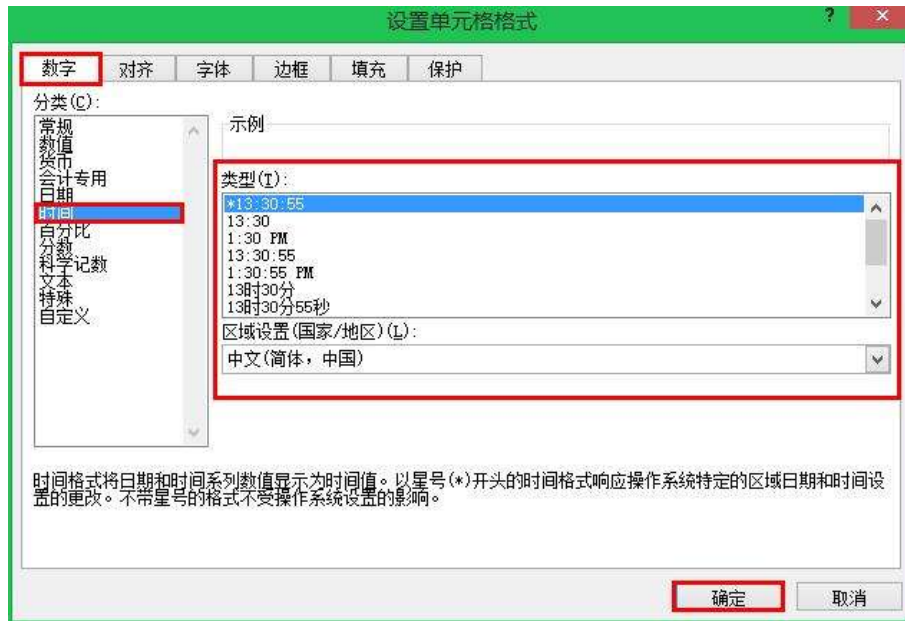 设置单元格格式
?
×
数字 对齐 字体 边框 填充 保护
分类(C):
常规
数值
货币
会计专用
日期
时间
百分比
分数
科学记数
文本
特殊
自定义
示例
类型(T):
*13:30:55
13:30
1:30 PM
13:30:55
1:30:55 PM
13时30分
13时30分55秒
区域设置(国家/地区)(L):
中文(简体，中国)
时间格式将日期和时间系列数值显示为时间值。以星号(*)开头的时间格式响应操作系统特定的区域日期和时间设
置的更改。不带星号的格式不受操作系统设置的影响。
确定 取消